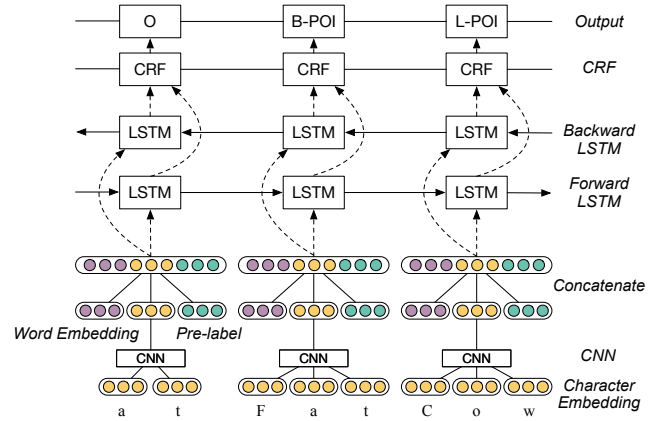 O B-POI L-POI Output
CRF CRF CRF CRF
LSTM LSTM LSTM Backward
LSTM
LSTM LSTM LSTM Forward
LSTM
Concatenate
Word Embedding Pre-label
CNN CNN CNN CNN
Character
Embedding
a t F a t C o w